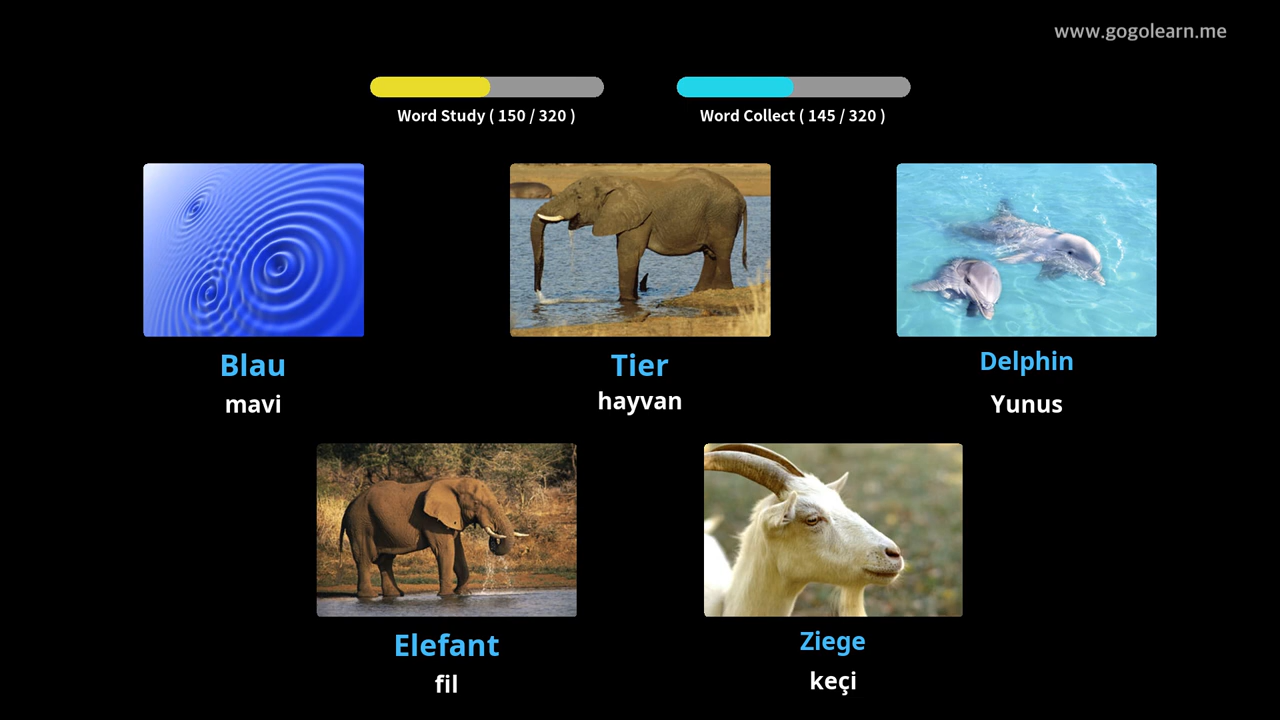 www.gogolearn.me
Word Study ( 150 / 320 )
Word Collect ( 145 / 320 )
Blau
mavi
Tier
hayvan
Delphin
Yunus
Elefant
fil
Ziege
keçi